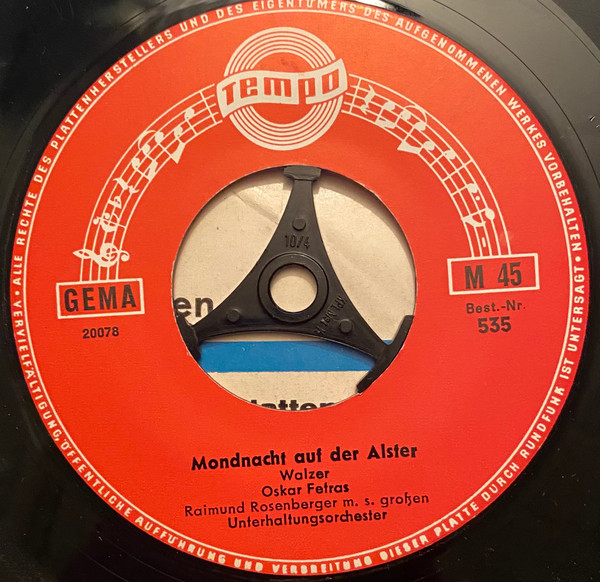 ALLE RECHTE DES PLATTENHERSTELLERS UND DES EIGENTÜMERS DES AUFGENOMMENEN WERKES VORBEHALTEN • VERVIELFÄLTIGUNG, ÖFFENTLICHE AUFFÜHRUNG UND VERBREITUNG DIESER PLATTE DURCH RUNDFUNK IST UNTERSAGT •
Tempo
GEMA
20078
M 45
Best.-Nr.
535
10/4
en
latten
Mondnacht auf der Alster
Walzer
Oskar Fetras
Raimund Rosenberger m. s. großen
Unterhaltungsorchester